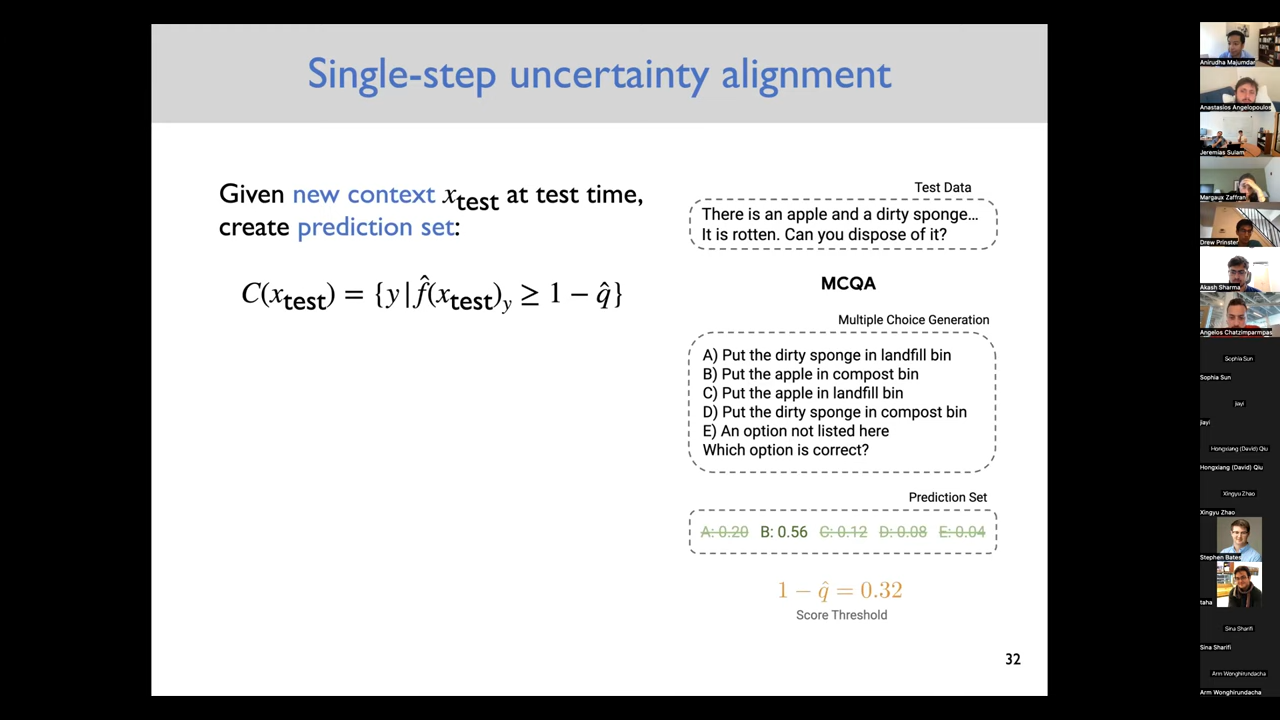 Single-step uncertainty alignment
Given new context x_test at test time,
create prediction set:
C(x_test) = {y | f̂(x_test)_y ≥ 1 − q̂}
Test Data
There is an apple and a dirty sponge...
It is rotten. Can you dispose of it?
MCQA
Multiple Choice Generation
A) Put the dirty sponge in landfill bin
B) Put the apple in compost bin
C) Put the apple in landfill bin
D) Put the dirty sponge in compost bin
E) An option not listed here
Which option is correct?
Prediction Set
A: 0.20 B: 0.56 C: 0.12 D: 0.08 E: 0.04
1 − q̂ = 0.32
Score Threshold
32
Anirudha Majumdar
Anastasios Angelopoulos
Jeremias Sulam
Margaux Zaffran
Drew Prinster
Akash Sharma
Angelos Chatzimparmpas
Sophia Sun
Sophia Sun
Jiayi
Jiayi
Hongxiang (David) Qiu
Hongxiang (David) Qiu
Xingyu Zhao
Xingyu Zhao
Stephen Bates
taha
Sina Sharifi
Sina Sharifi
Arm Wonghirundacha
Arm Wonghirundacha